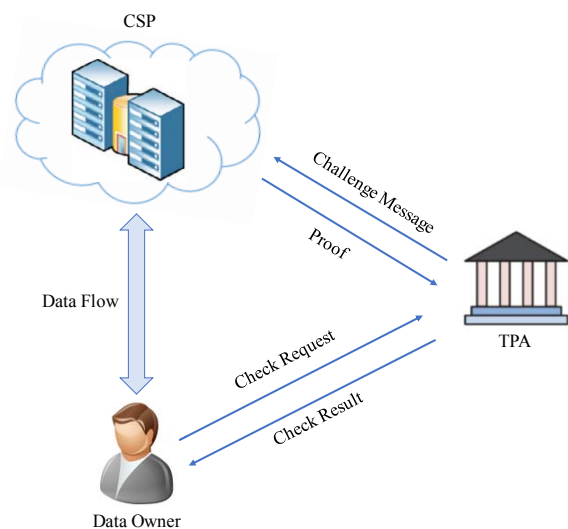 CSP
Challenge Message
Proof
Data Flow
TPA
Check Request
Check Result
Data Owner